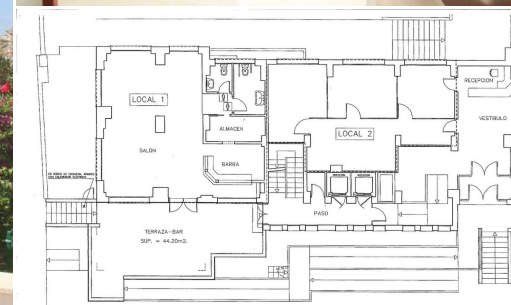 LOCAL 1
SALON
ALMACEN
BARRA
LOCAL 2
RECEPCION
VESTIBULO
PASO
TERRAZA-BAR
SUP. = 44.20m2.